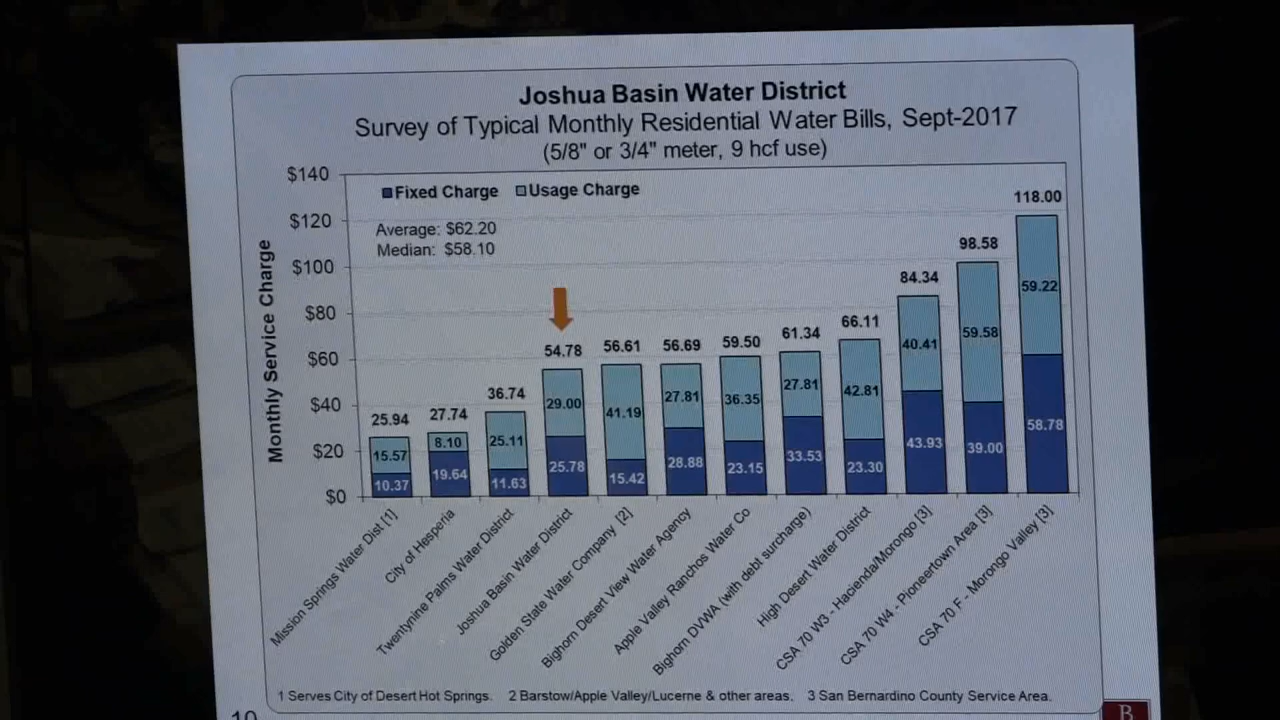 Joshua Basin Water District
Survey of Typical Monthly Residential Water Bills, Sept-2017
(5/8" or 3/4" meter, 9 hcf use)
Monthly Service Charge
$140
$120
$100
$80
$60
$40
$20
$0
Fixed Charge Usage Charge
Average: $62.20
Median: $58.10
25.94 27.74 36.74 54.78 56.61 56.69 59.50 61.34 66.11 84.34 98.58 118.00
15.57 8.10 25.11 29.00 41.19 27.81 36.35 27.81 42.81 40.41 59.58 59.22
10.37 19.64 11.63 25.78 15.42 28.88 23.15 33.53 23.30 43.93 39.00 58.78
Mission Springs Water Dist [1]
City of Hesperia
Twentynine Palms Water District
Joshua Basin Water District
Golden State Water Company [2]
Bighorn Desert View Water Agency
Apple Valley Ranchos Water Co
Bighorn DVWA (with debt surcharge)
High Desert Water District
CSA 70 W3 - Hacienda/Morongo [3]
CSA 70 W4 - Pioneertown Area [3]
CSA 70 F - Morongo Valley [3]
1 Serves City of Desert Hot Springs. 2 Barstow/Apple Valley/Lucerne & other areas. 3 San Bernardino County Service Area.